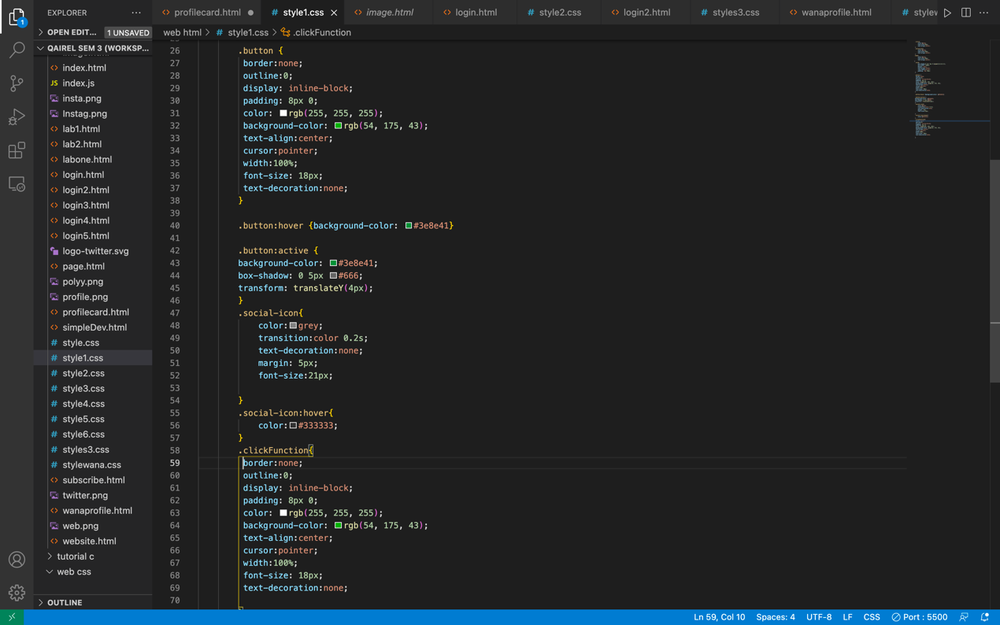 EXPLORER
profilecard.html
style1.css
image.html
login.html
style2.css
login2.html
styles3.css
wanaprofile.html
stylew
1
OPEN EDIT... 1 UNSAVED
web html > # style1.css > .clickFunction
QAIREL SEM 3 (WORKSP...
index.html
JS index.js
insta.png
Instag.png
lab1.html
lab2.html
labone.html
login.html
login2.html
login3.html
login4.html
login5.html
logo-twitter.svg
page.html
polyy.png
profile.png
profilecard.html
simpleDev.html
# style.css
# style1.css
# style2.css
# style3.css
# style4.css
# style5.css
# style6.css
# styles3.css
# stylewana.css
subscribe.html
twitter.png
wanaprofile.html
web.png
website.html
tutorial c
web css
OUTLINE
26 .button {
27 border:none;
28 outline:0;
29 display: inline-block;
30 padding: 8px 0;
31 color: rgb(255, 255, 255);
32 background-color: rgb(54, 175, 43);
33 text-align:center;
34 cursor:pointer;
35 width:100%;
36 font-size: 18px;
37 text-decoration:none;
38 }
39
40 .button:hover {background-color: #3e8e41}
41
42 .button:active {
43 background-color: #3e8e41;
44 box-shadow: 0 5px #666;
45 transform: translateY(4px);
46 }
47 .social-icon{
48 color:grey;
49 transition:color 0.2s;
50 text-decoration:none;
51 margin: 5px;
52 font-size:21px;
53
54 }
55 .social-icon:hover{
56 color:#333333;
57 }
58 .clickFunction{
59 border:none;
60 outline:0;
61 display: inline-block;
62 padding: 8px 0;
63 color: rgb(255, 255, 255);
64 background-color: rgb(54, 175, 43);
65 text-align:center;
66 cursor:pointer;
67 width:100%;
68 font-size: 18px;
69 text-decoration:none;
70
Ln 59, Col 10 Spaces: 4 UTF-8 LF CSS Port : 5500